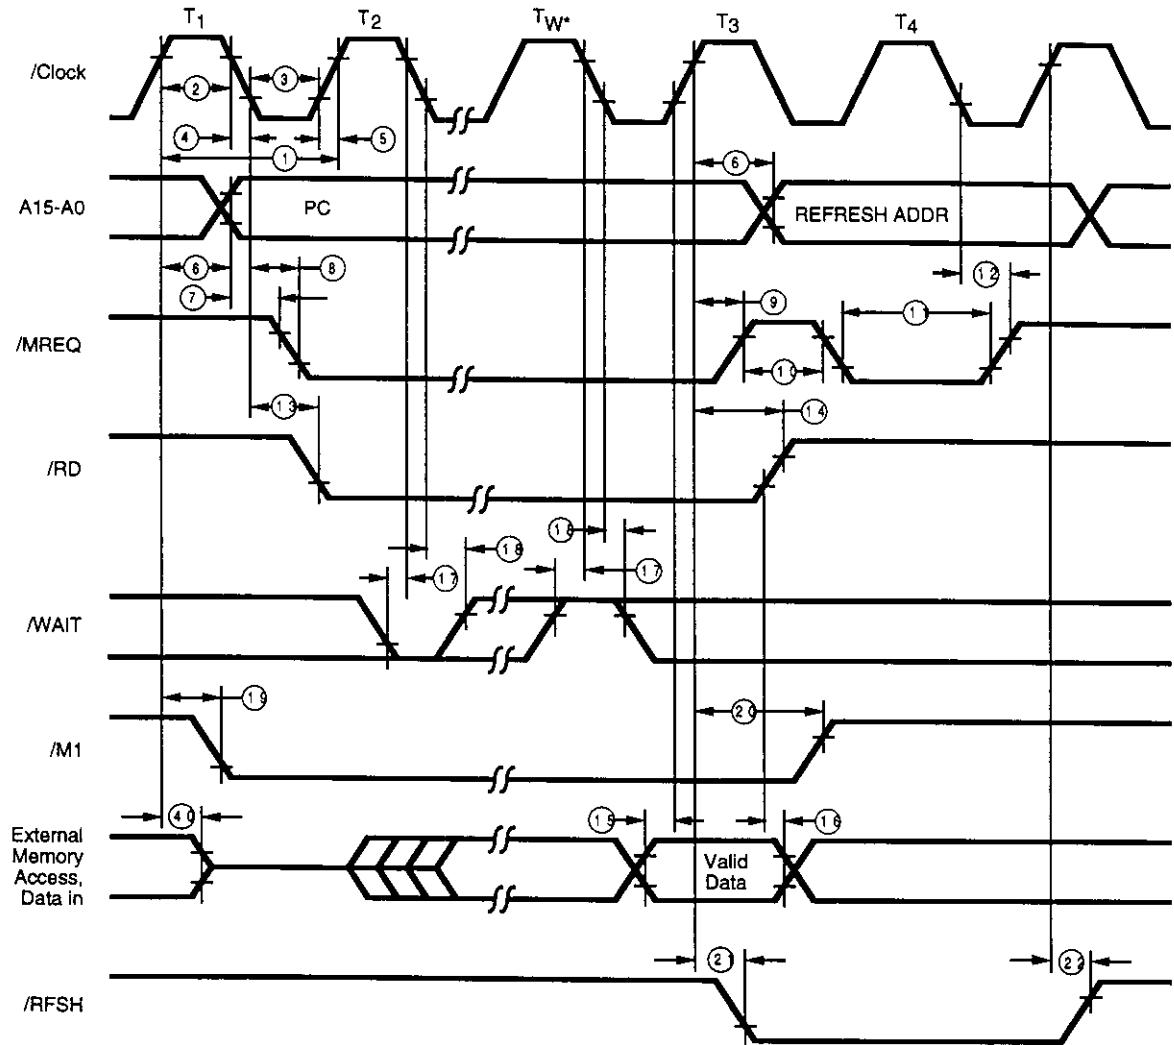 T1 T2 TW* T3 T4
/Clock
3
2
4 5
1
6
A15-A0 PC REFRESH ADDR
6 8
7
12
9 11
/MREQ
10
13 14
/RD
18
18
17 17
/WAIT
19 20
/M1
40 15 16
External
Memory
Access,
Data in
Valid
Data
21 22
/RFSH